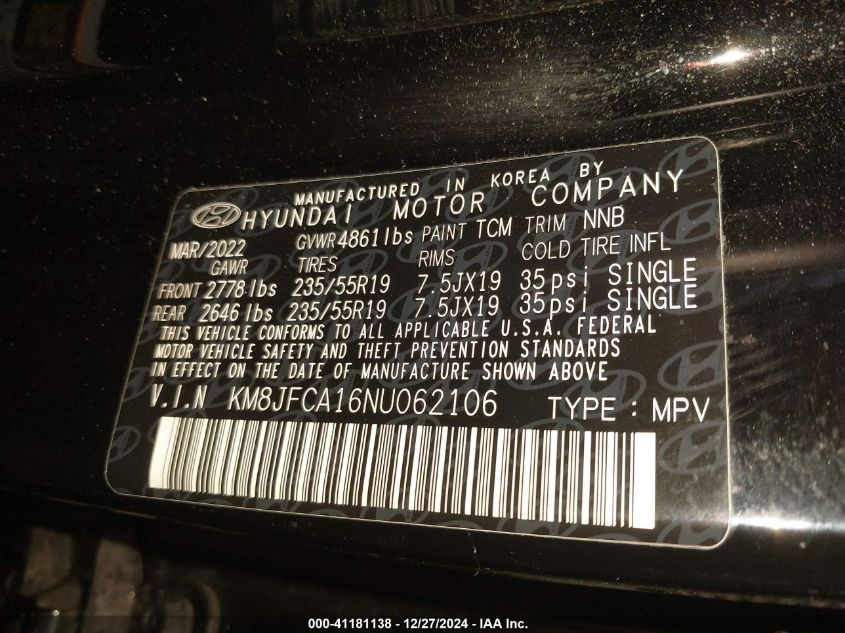 MANUFACTURED IN KOREA BY
HYUNDAI MOTOR COMPANY
MAR/2022 GVWR 4861lbs PAINT TCM TRIM NNB
GAWR TIRES RIMS COLD TIRE INFL
FRONT 2778 lbs 235/55R19 7.5JX19 35psi SINGLE
REAR 2646 lbs 235/55R19 7.5JX19 35psi SINGLE
THIS VEHICLE CONFORMS TO ALL APPLICABLE U.S.A. FEDERAL
MOTOR VEHICLE SAFETY AND THEFT PREVENTION STANDARDS
IN EFFECT ON THE DATE OF MANUFACTURE SHOWN ABOVE
V.I.N KM8JFCA16NU062106 TYPE : MPV
000-41181138 - 12/27/2024 - IAA Inc.